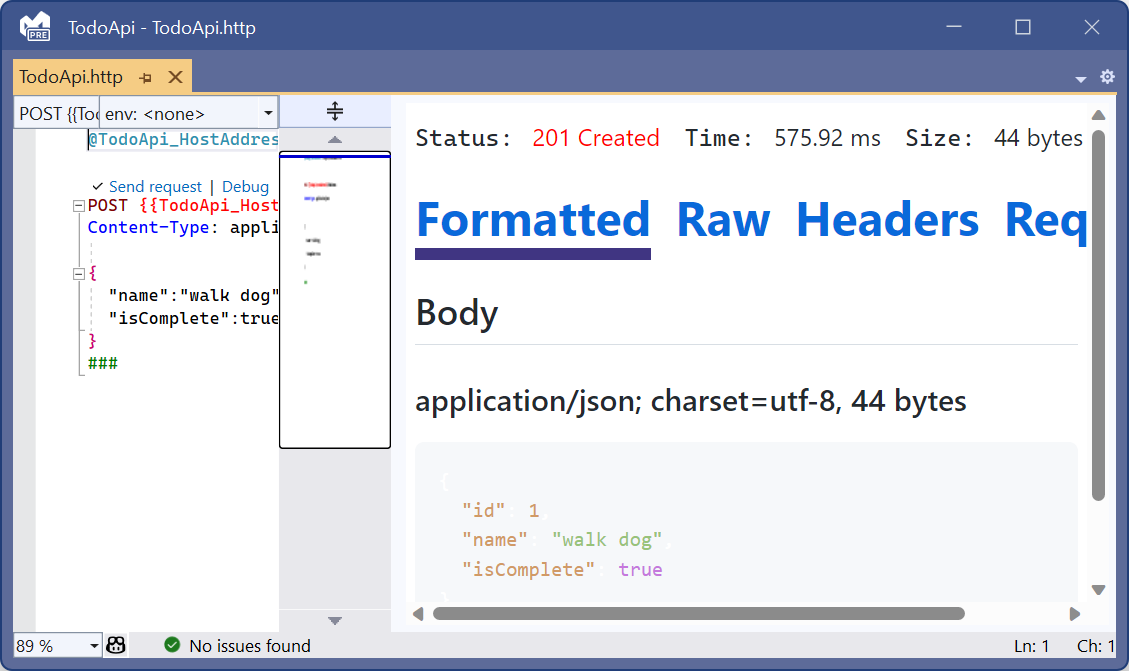 PRE TodoApi - TodoApi.http
TodoApi.http
POST {{Toc env: <none>
@TodoApi_HostAddres
Send request | Debug
POST {{TodoApi_Host
Content-Type: appli
{
"name":"walk dog"
"isComplete":true
}
###
Status: 201 Created Time: 575.92 ms Size: 44 bytes
Formatted Raw Headers Req
Body
application/json; charset=utf-8, 44 bytes
{
"id": 1,
"name": "walk dog",
"isComplete": true
}
89 % No issues found Ln: 1 Ch: 1